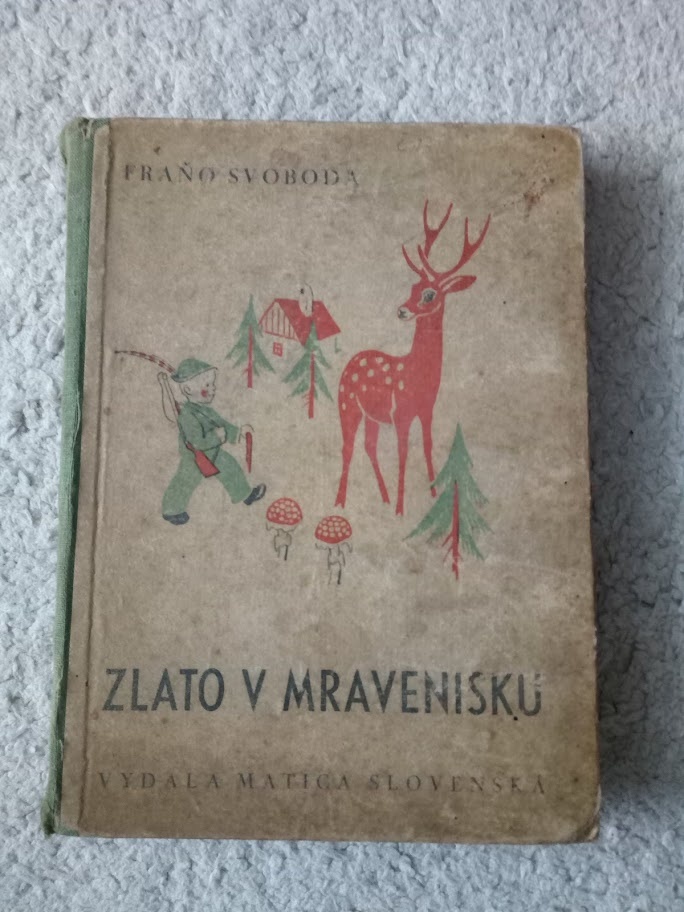 FRAŇO SVOBODA
ZLATO V MRAVENISKU
VYDALA MATICA SLOVENSKÁ